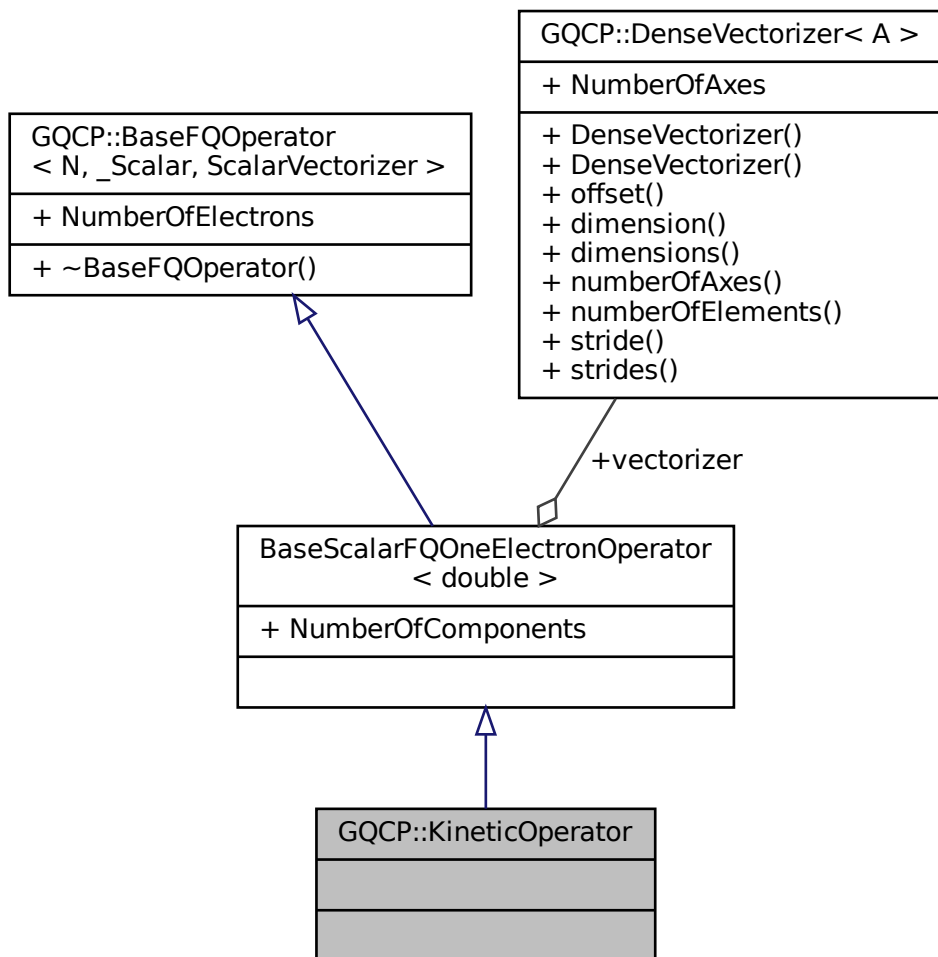 GQCP::DenseVectorizer< A >
+ NumberOfAxes
+ DenseVectorizer()
+ DenseVectorizer()
+ offset()
+ dimension()
+ dimensions()
+ numberOfAxes()
+ numberOfElements()
+ stride()
+ strides()
GQCP::BaseFQOperator
< N, _Scalar, ScalarVectorizer >
+ NumberOfElectrons
+ ~BaseFQOperator()
+vectorizer
BaseScalarFQOneElectronOperator
< double >
+ NumberOfComponents
GQCP::KineticOperator